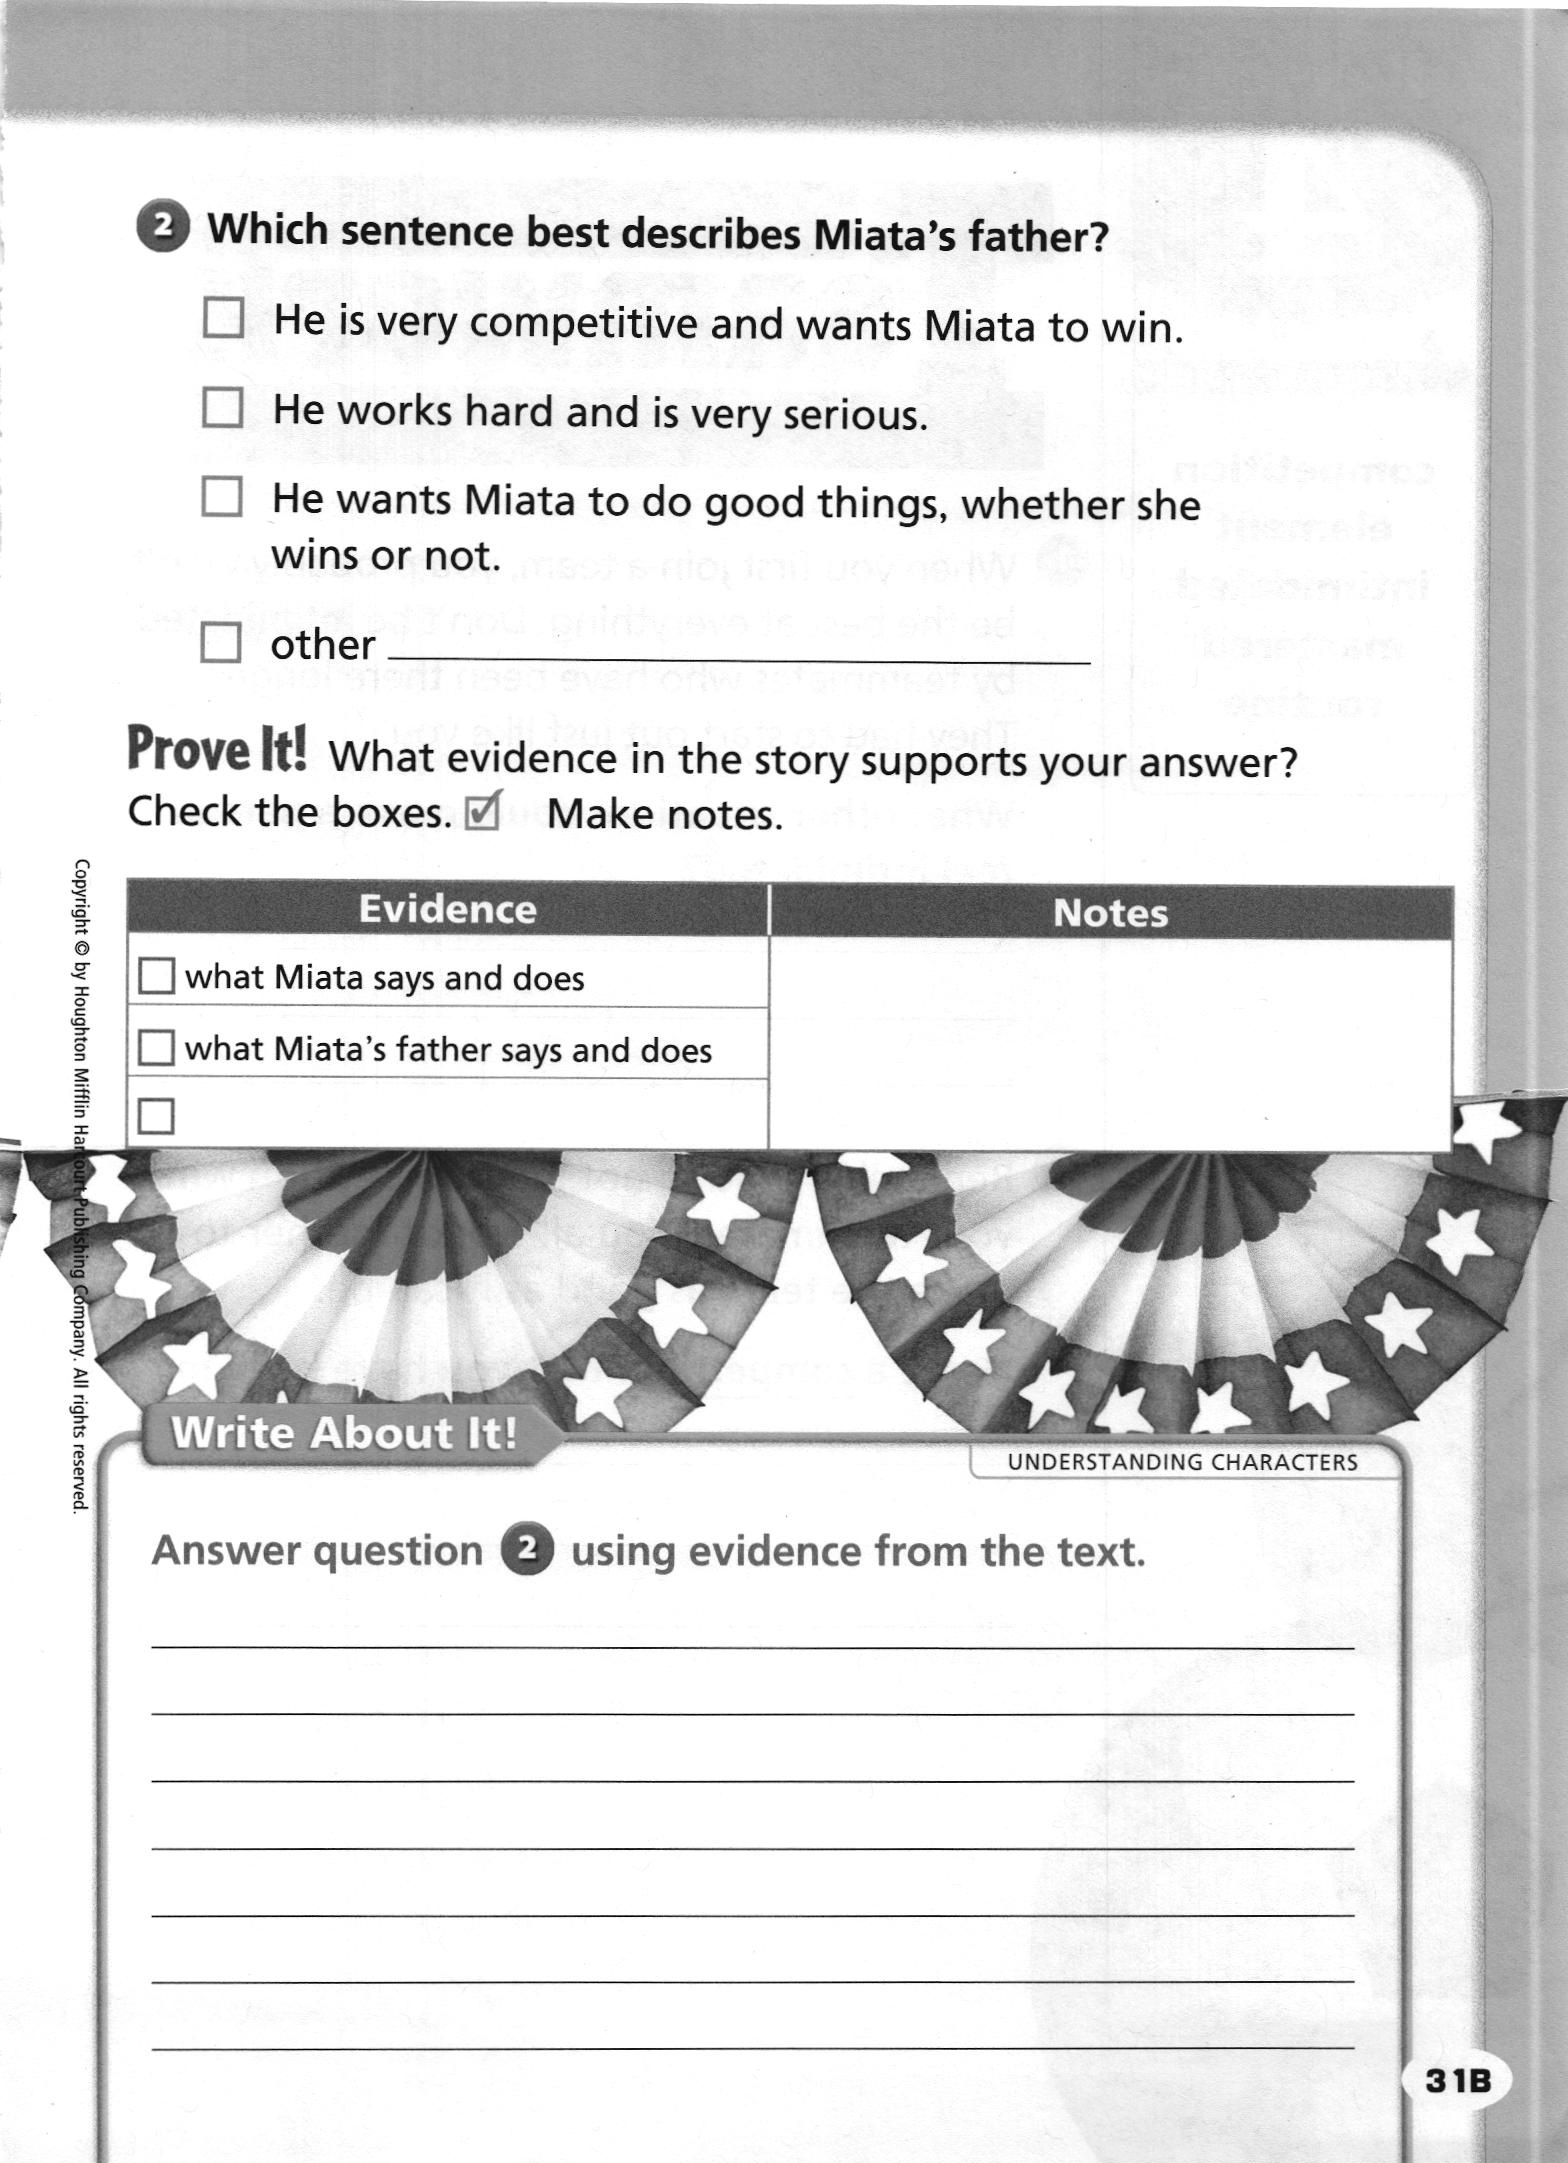 2 Which sentence best describes Miata's father?
He is very competitive and wants Miata to win.
He works hard and is very serious.
He wants Miata to do good things, whether she
wins or not.
other
Prove It! What evidence in the story supports your answer?
Check the boxes. Make notes.
Evidence Notes
what Miata says and does
what Miata's father says and does
Copyright © by Houghton Mifflin Harcourt Publishing Company. All rights reserved.
Write About It!
UNDERSTANDING CHARACTERS
Answer question 2 using evidence from the text.
31B